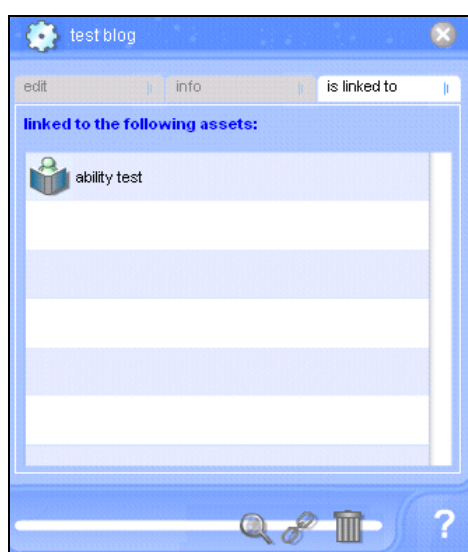 test blog
edit info is linked to
linked to the following assets:
ability test
?